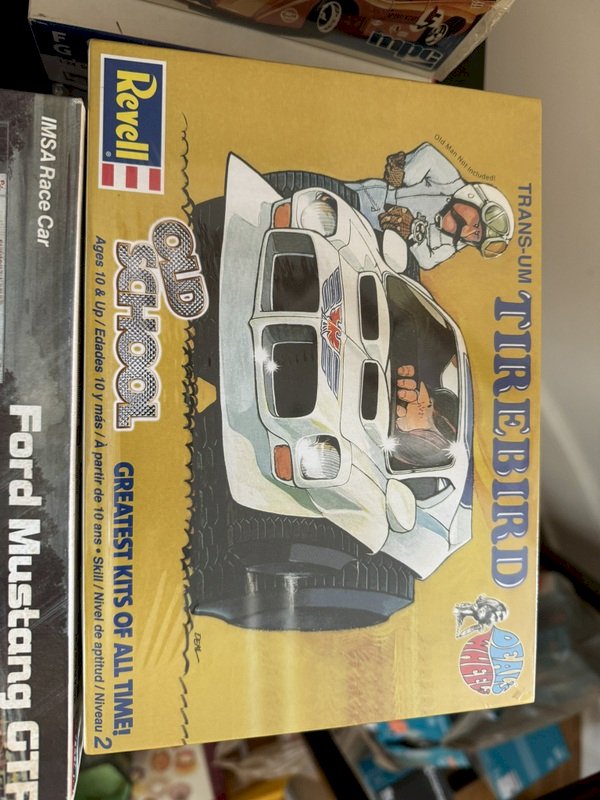 Revell
®
TRANS-UM
TIREBIRD
Old Man Not Included!
DEAL'S
WHEELS
OLD
SCHOOL
Ages 10 & Up / Edades 10 y más / À partir de 10 ans • Skill / Nivel de aptitud / Niveau 2
GREATEST KITS OF ALL TIME!
DEAL
IMSA Race Car
Ford Mustang GTP
mpc